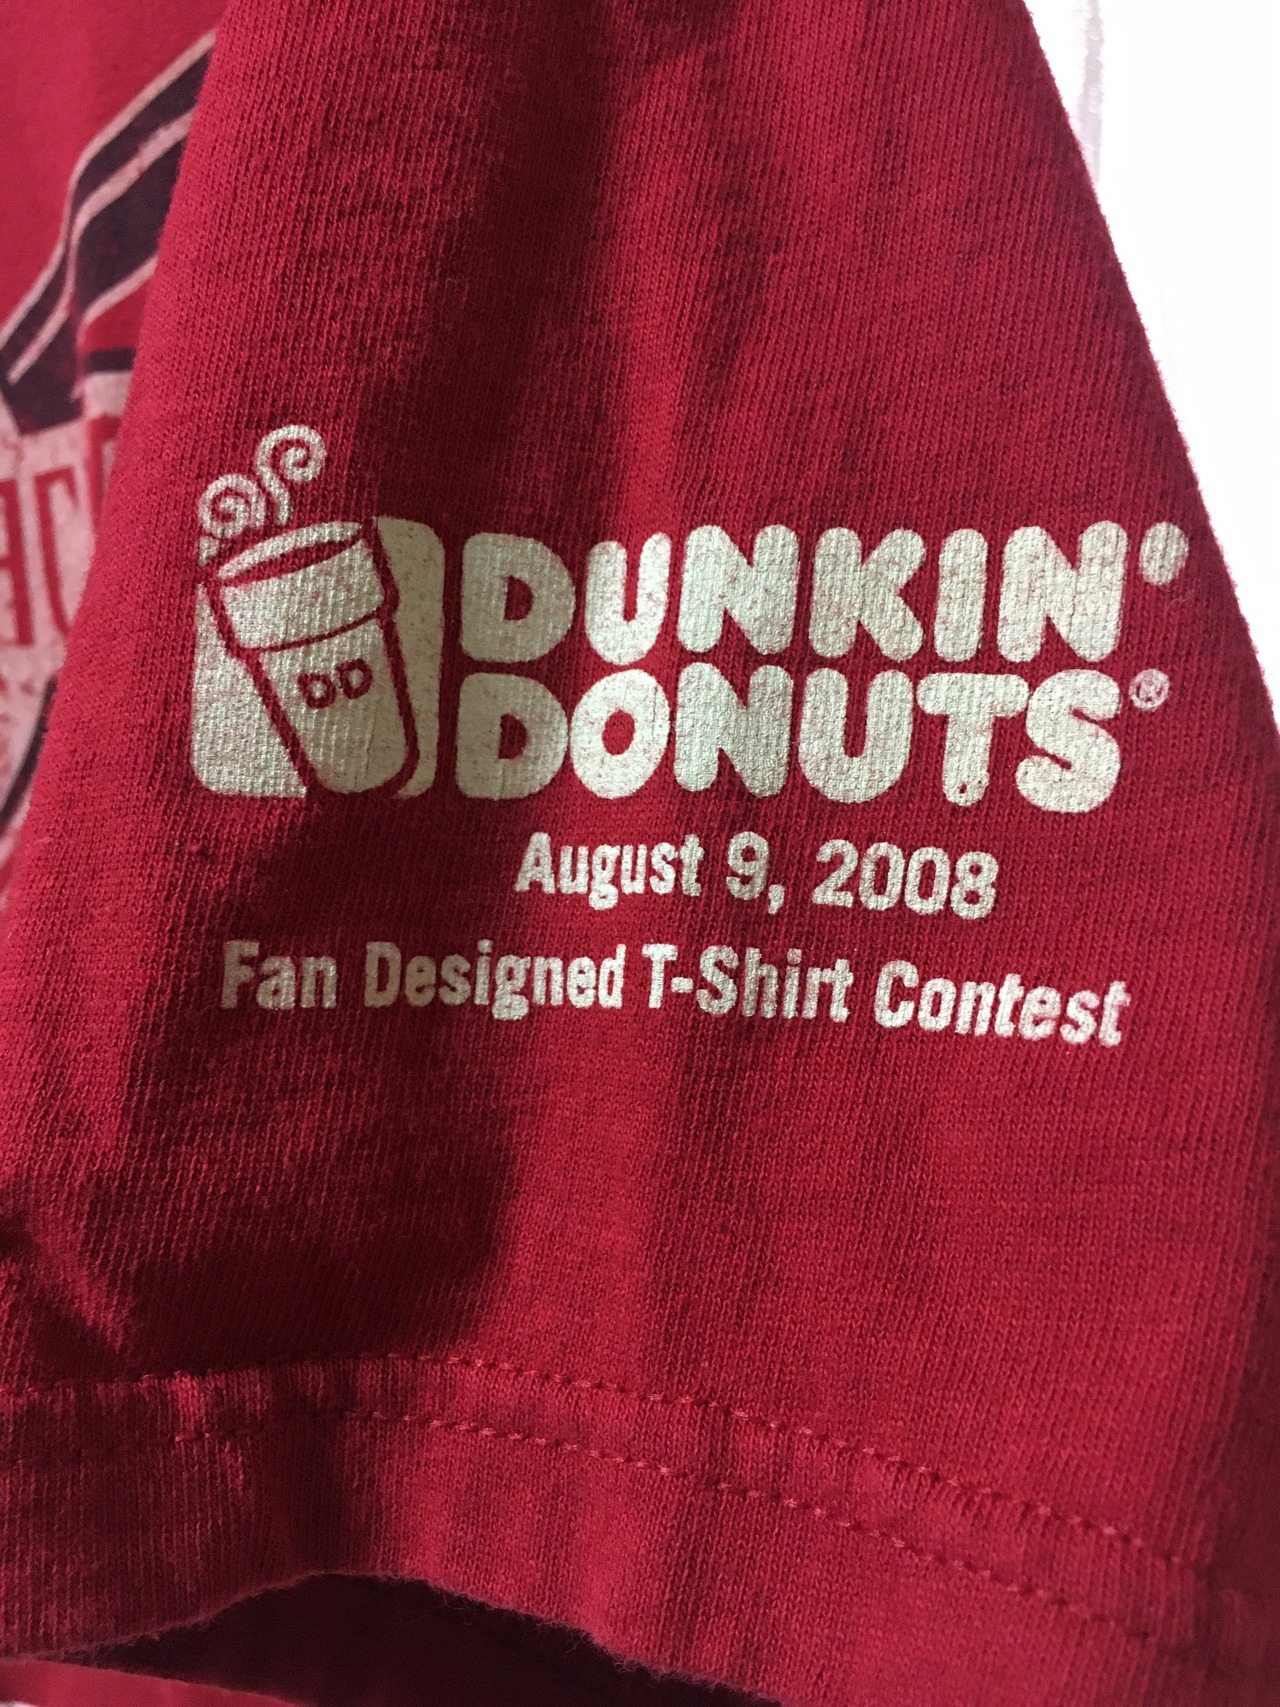 DD
DUNKIN'
DONUTS®
August 9, 2008
Fan Designed T-Shirt Contest